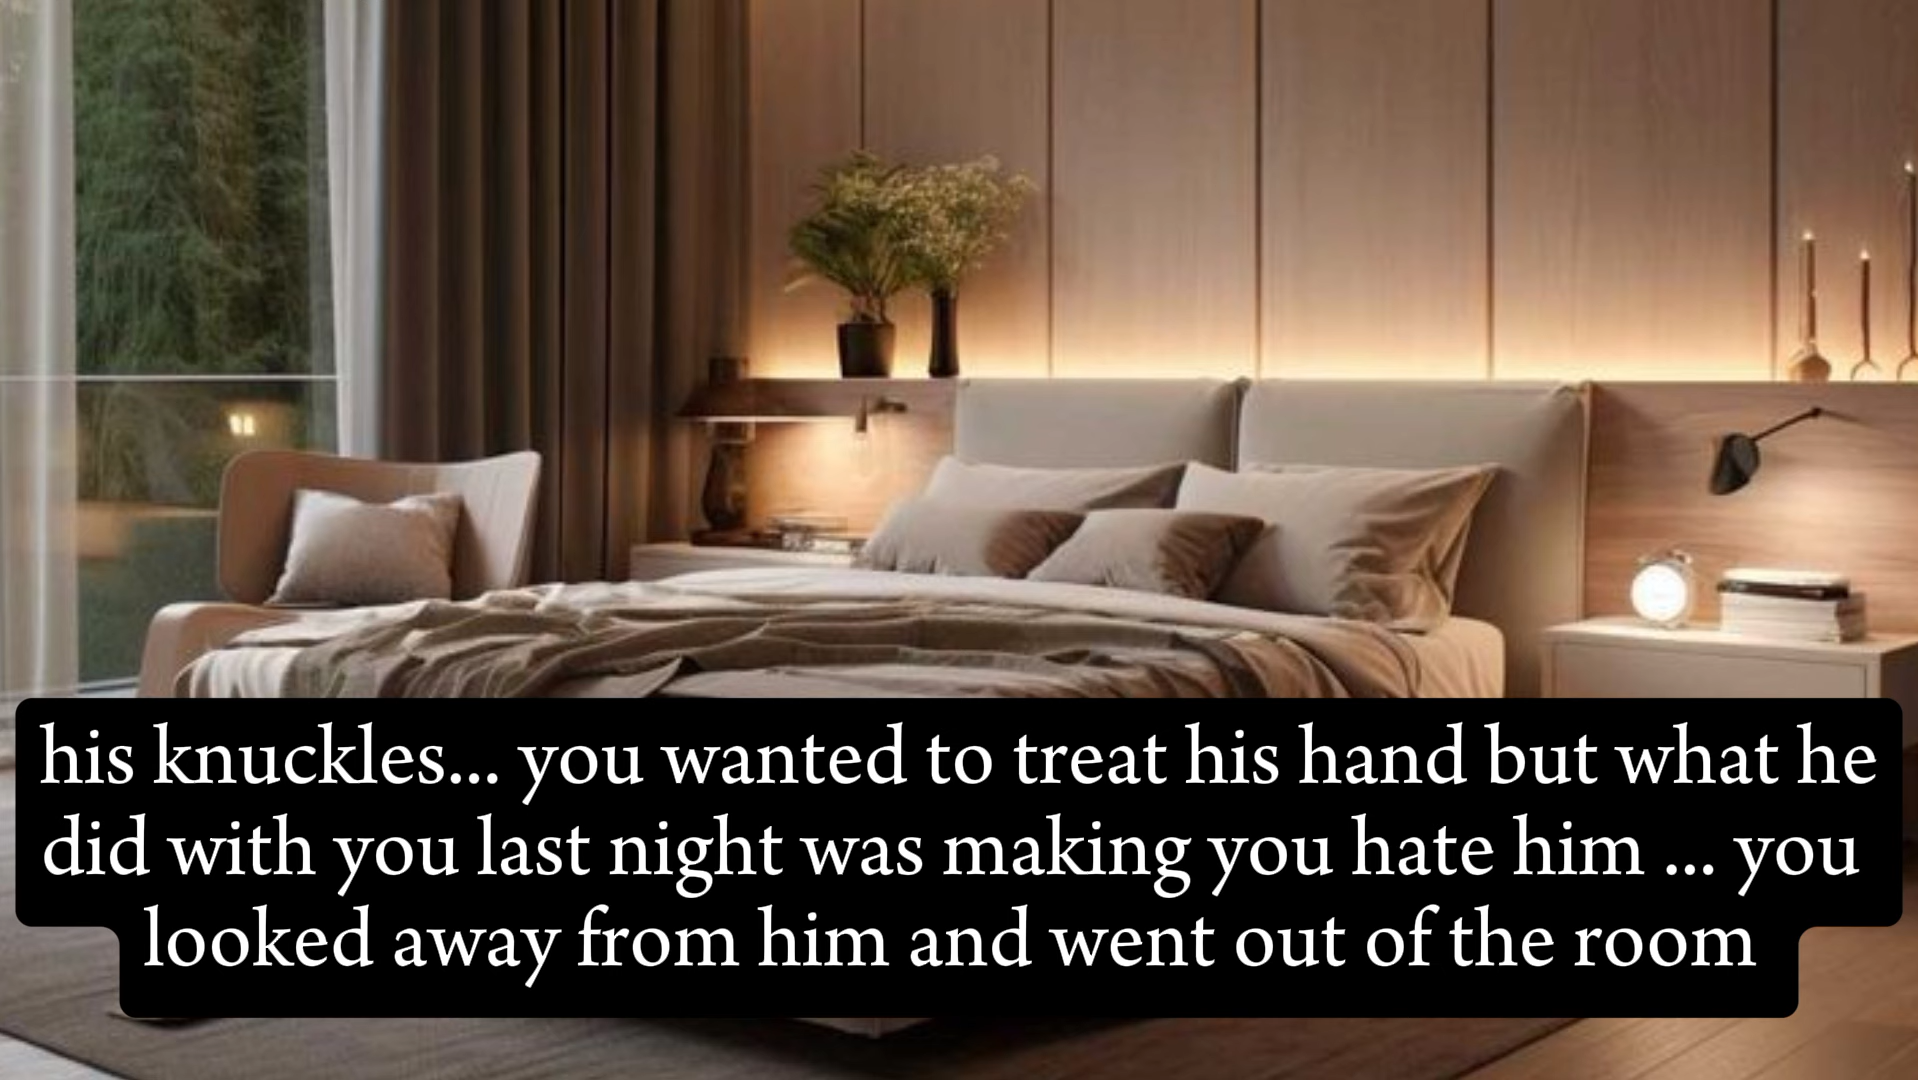 his knuckles... you wanted to treat his hand but what he
did with you last night was making you hate him ... you
looked away from him and went out of the room